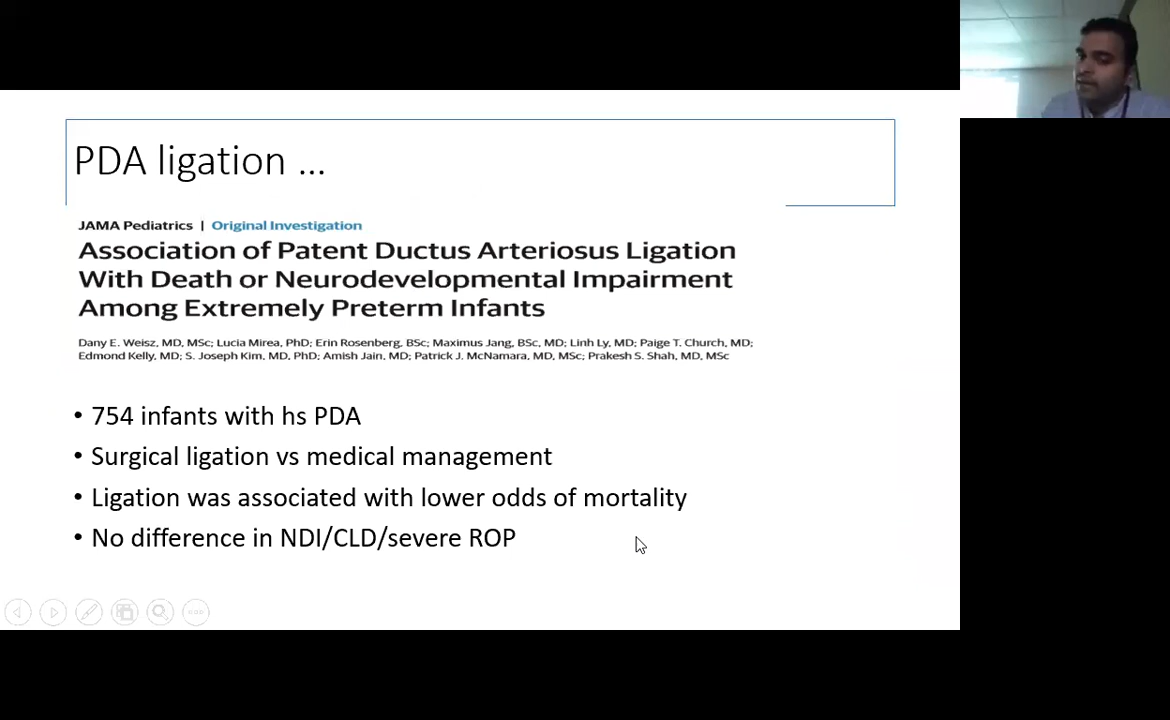 PDA ligation ...
JAMA Pediatrics | Original Investigation
Association of Patent Ductus Arteriosus Ligation
With Death or Neurodevelopmental Impairment
Among Extremely Preterm Infants
Dany E. Weisz, MD, MSc; Lucia Mirea, PhD; Erin Rosenberg, BSc; Maximus Jang, BSc, MD; Linh Ly, MD; Paige T. Church, MD;
Edmond Kelly, MD; S. Joseph Kim, MD, PhD; Amish Jain, MD; Patrick J. McNamara, MD, MSc; Prakesh S. Shah, MD, MSc
• 754 infants with hs PDA
• Surgical ligation vs medical management
• Ligation was associated with lower odds of mortality
• No difference in NDI/CLD/severe ROP